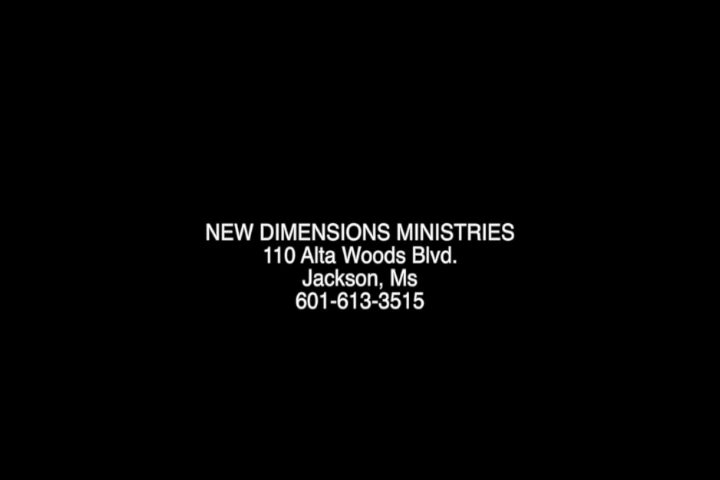 NEW DIMENSIONS MINISTRIES
110 Alta Woods Blvd.
Jackson, Ms
601-613-3515